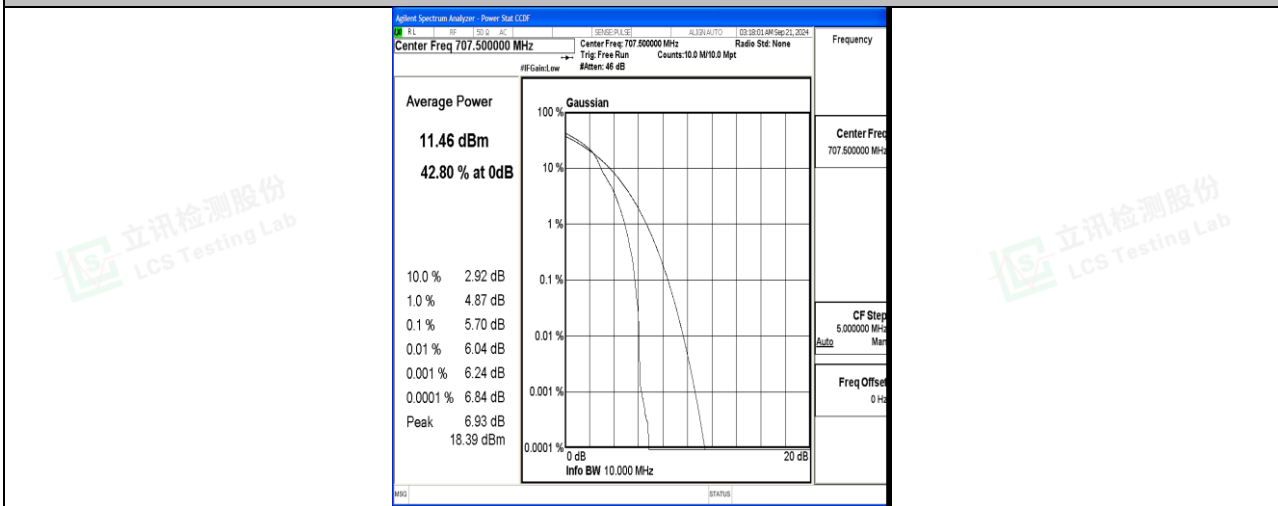 Agilent Spectrum Analyzer - Power Stat CCDF
RL RF 50 Ω AC SENSE:PULSE ALIGNAUTO 03:18:01 AM Sep 21, 2024
Center Freq 707.500000 MHz
Center Freq: 707.500000 MHz Radio Std: None
Trig: Free Run Counts:10.0 M/10.0 Mpt
#IFGain:Low #Atten: 46 dB
Frequency
Average Power
11.46 dBm
42.80 % at 0dB
10.0 % 2.92 dB
1.0 % 4.87 dB
0.1 % 5.70 dB
0.01 % 6.04 dB
0.001 % 6.24 dB
0.0001 % 6.84 dB
Peak 6.93 dB
18.39 dBm
Gaussian
100 %
10 %
1 %
0.1 %
0.01 %
0.001 %
0.0001 %
0 dB 20 dB
Info BW 10.000 MHz
Center Freq
707.500000 MHz
CF Step
5.000000 MHz
Auto Man
Freq Offset
0 Hz
MSG STATUS
立讯检测股份
LCS Testing Lab
立讯检测股份
LCS Testing Lab